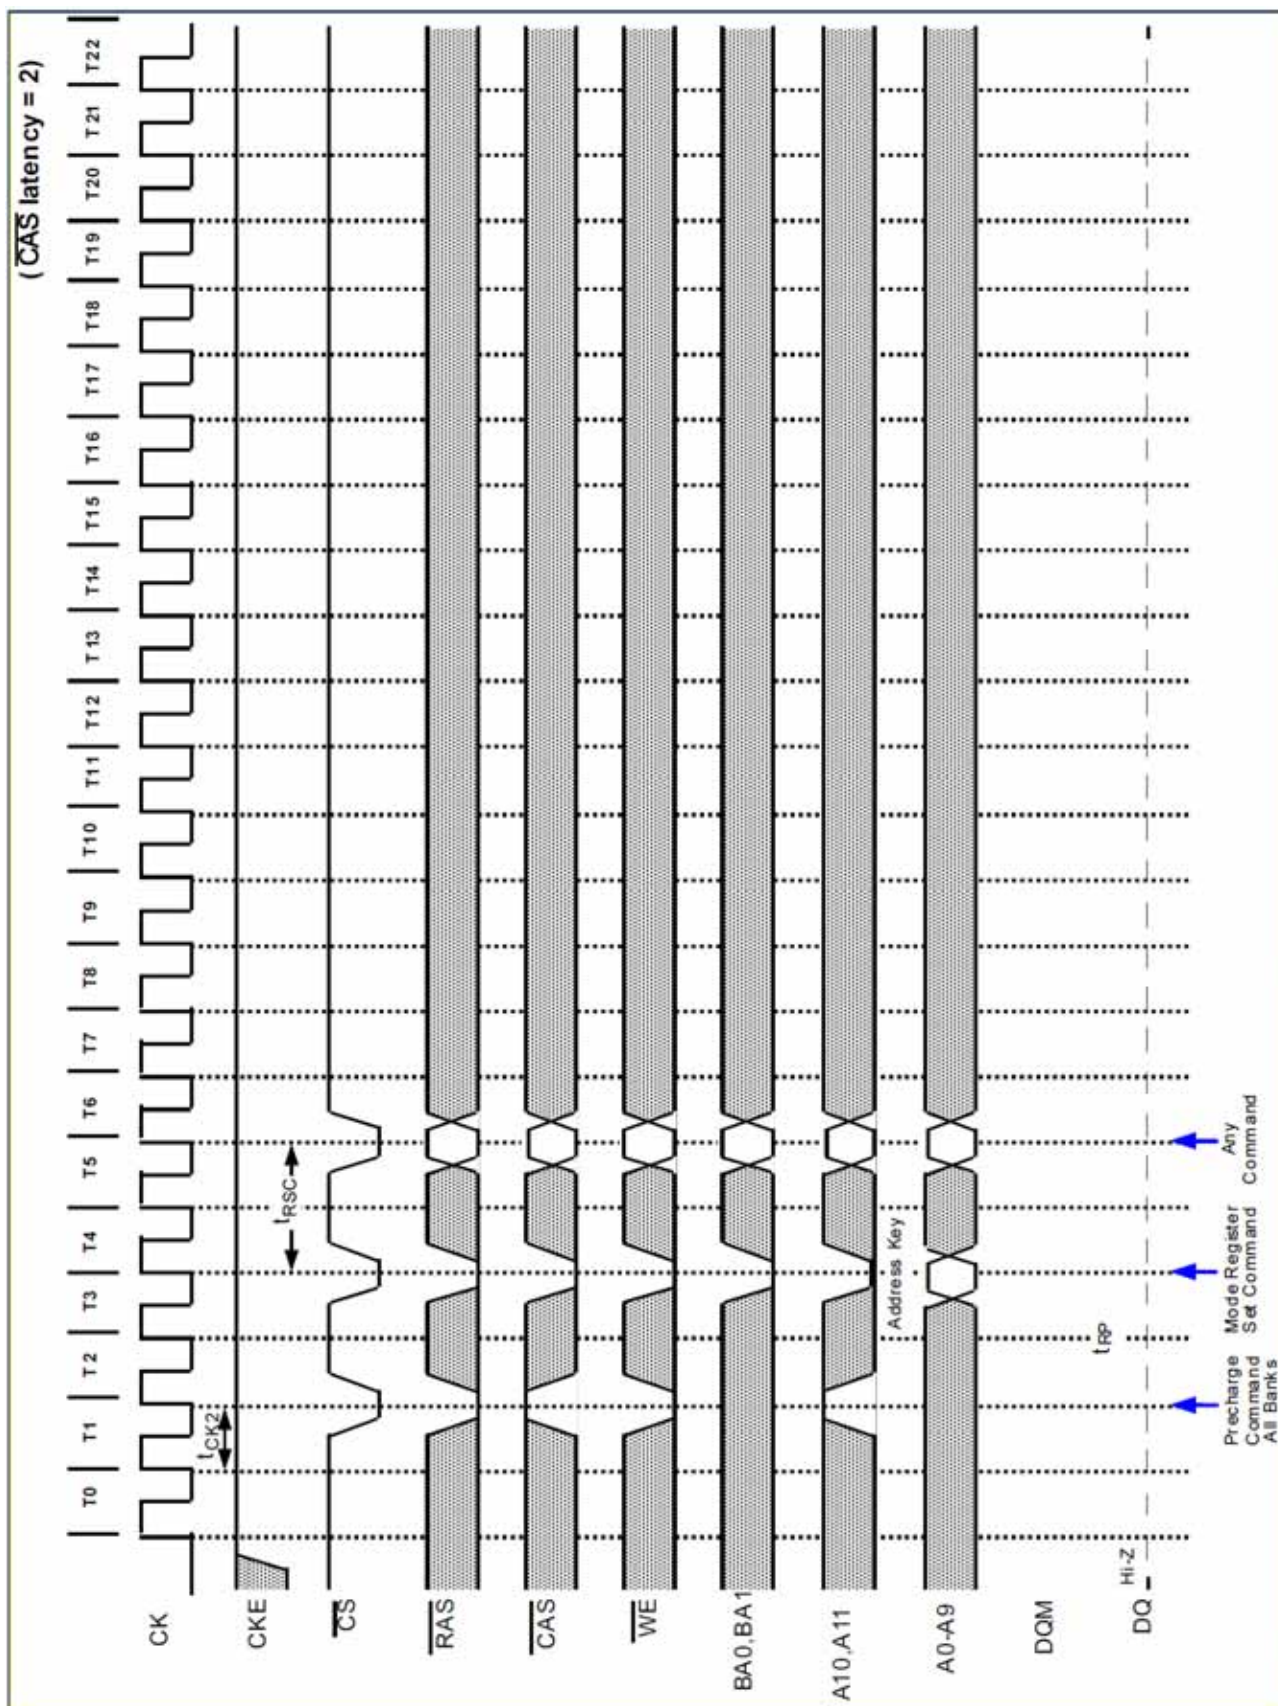 (CAS latency = 2)
T0 T1 T2 T3 T4 T5 T6 T7 T8 T9 T10 T11 T12 T13 T14 T15 T16 T17 T18 T19 T20 T21 T22
CK
tCK2
CKE
CS
tRSC
RAS
CAS
WE
BA0,BA1
A10,A11
Address Key
A0-A9
DQM
tRP
Hi-Z
DQ
Precharge
Command
All Banks
Mode Register
Set Command
Any
Command